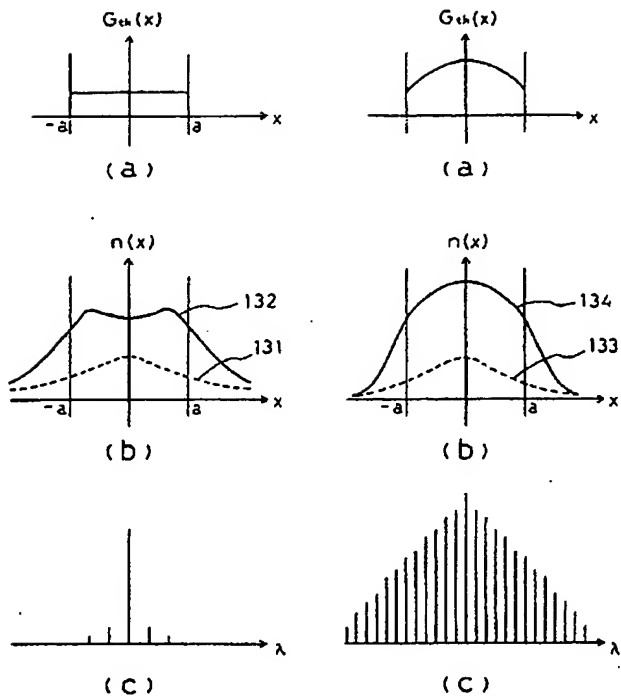 Gth(x)
-a a x
(a)
Gth(x)
x
(a)
n(x)
132
131
-a a x
(b)
n(x)
134
133
-a a x
(b)
λ
(c)
λ
(c)